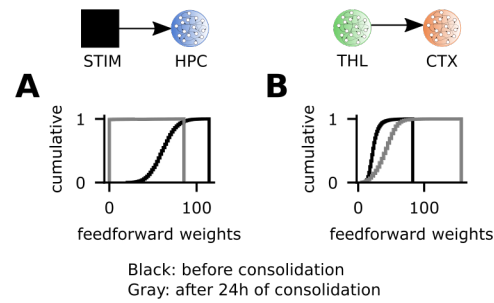 STIM HPC THL CTX
A B
cumulative 1 0 0 100 feedforward weights
cumulative 1 0 0 100 feedforward weights
Black: before consolidation
Gray: after 24h of consolidation